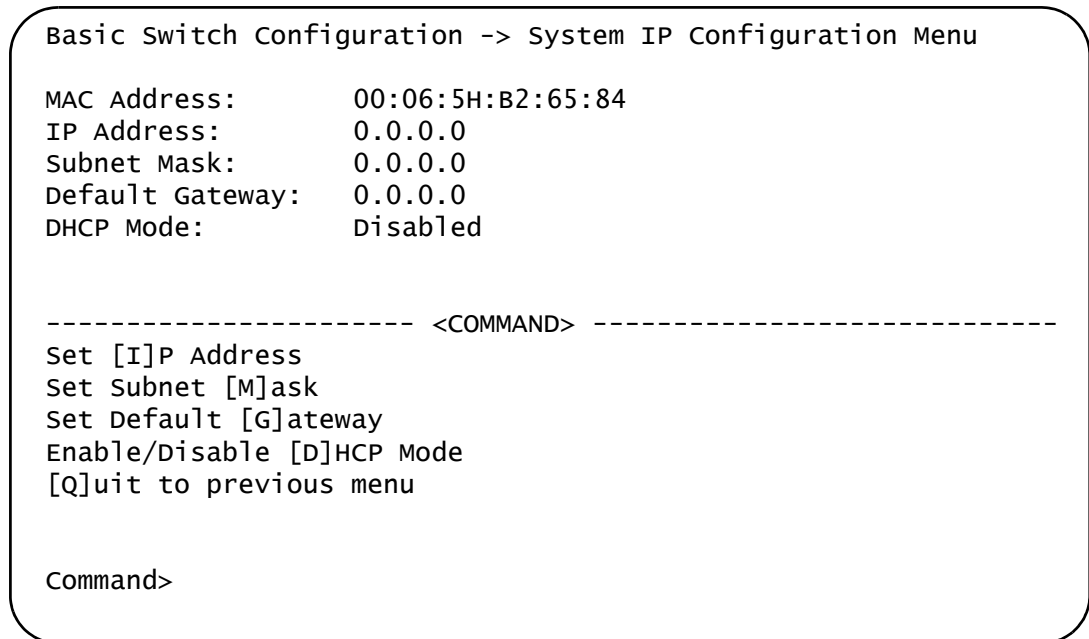 Basic Switch Configuration -> System IP Configuration Menu
MAC Address: 00:06:5H:B2:65:84
IP Address: 0.0.0.0
Subnet Mask: 0.0.0.0
Default Gateway: 0.0.0.0
DHCP Mode: Disabled
----------------------- <COMMAND> -----------------------------
Set [I]P Address
Set Subnet [M]ask
Set Default [G]ateway
Enable/Disable [D]HCP Mode
[Q]uit to previous menu
Command>